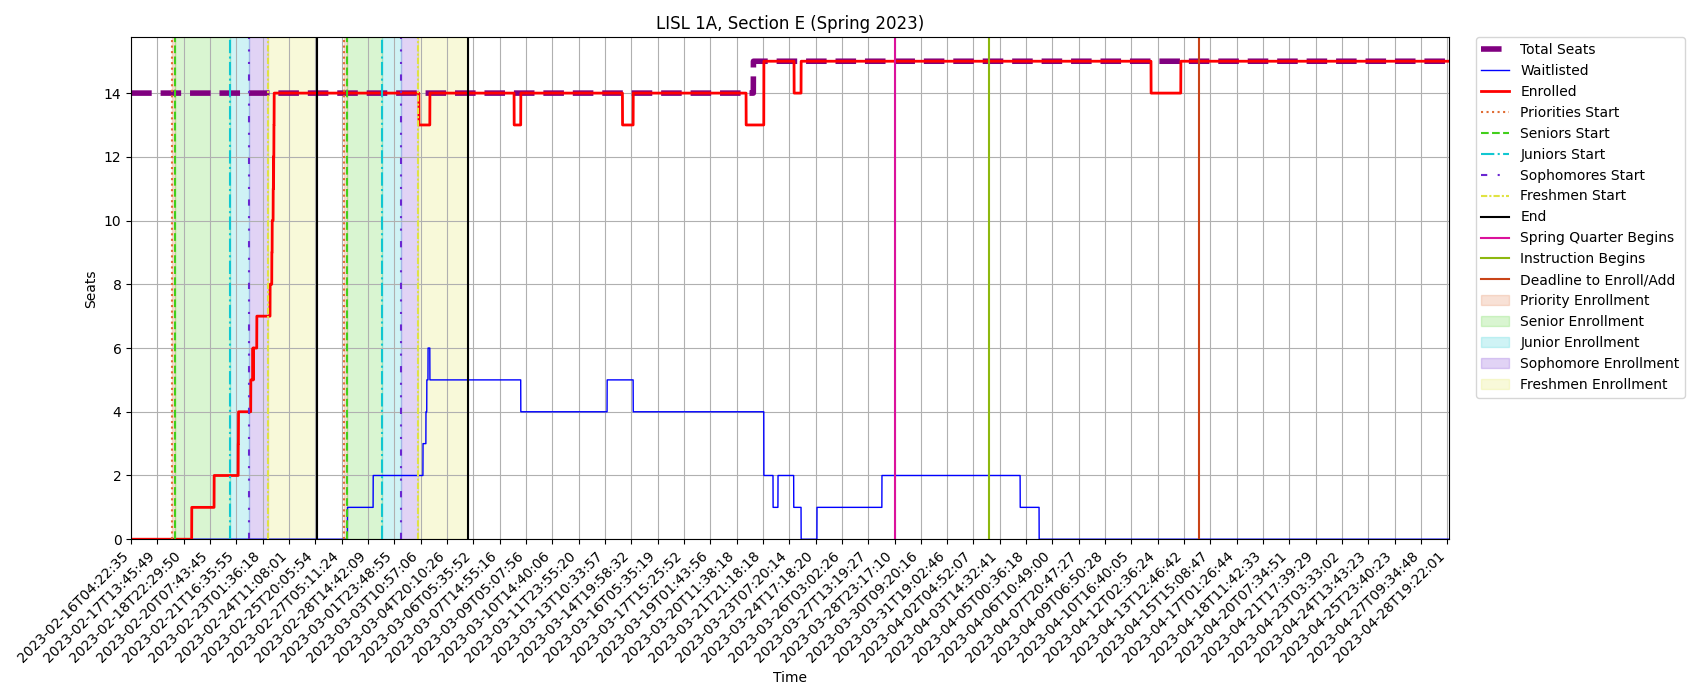 LISL 1A, Section E (Spring 2023)
Seats
14
12
10
8
6
4
2
0
2023-02-16T04:22:35
2023-02-17T13:45:49
2023-02-18T22:29:50
2023-02-20T07:43:45
2023-02-21T16:35:55
2023-02-23T01:36:18
2023-02-24T11:08:01
2023-02-25T20:05:54
2023-02-27T05:11:24
2023-02-28T14:42:09
2023-03-01T23:48:55
2023-03-03T10:57:06
2023-03-04T20:10:26
2023-03-06T05:35:52
2023-03-07T14:55:16
2023-03-09T05:07:56
2023-03-10T14:40:06
2023-03-11T23:55:20
2023-03-13T10:33:57
2023-03-14T19:58:32
2023-03-16T05:35:19
2023-03-17T15:25:52
2023-03-19T01:43:56
2023-03-20T11:38:18
2023-03-21T21:18:18
2023-03-23T07:20:14
2023-03-24T17:18:20
2023-03-26T03:02:26
2023-03-27T13:19:27
2023-03-28T23:17:10
2023-03-30T09:20:16
2023-03-31T19:02:46
2023-04-02T04:52:07
2023-04-03T14:32:41
2023-04-05T00:36:18
2023-04-06T10:49:00
2023-04-07T20:47:27
2023-04-09T06:50:28
2023-04-10T16:40:05
2023-04-12T02:36:24
2023-04-13T12:46:42
2023-04-15T15:08:47
2023-04-17T01:26:44
2023-04-18T11:42:33
2023-04-20T07:34:51
2023-04-21T17:39:29
2023-04-23T03:33:02
2023-04-24T13:43:23
2023-04-25T23:40:23
2023-04-27T09:34:48
2023-04-28T19:22:01
Time
Total Seats
Waitlisted
Enrolled
Priorities Start
Seniors Start
Juniors Start
Sophomores Start
Freshmen Start
End
Spring Quarter Begins
Instruction Begins
Deadline to Enroll/Add
Priority Enrollment
Senior Enrollment
Junior Enrollment
Sophomore Enrollment
Freshmen Enrollment